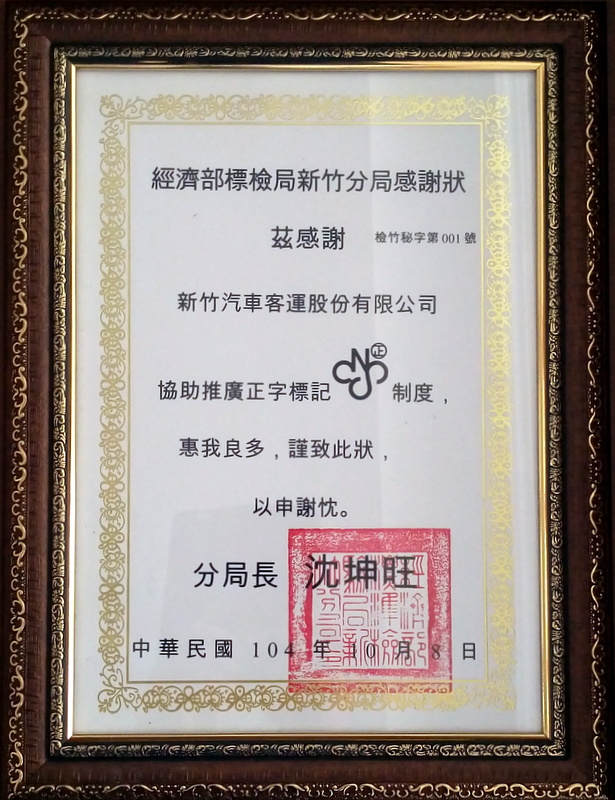 經濟部標檢局新竹分局感謝狀
茲感謝 檢竹秘字第001號
新竹汽車客運股份有限公司
協助推廣正字標記 正 制度，
惠我良多，謹致此狀，
以申謝忱。
分局長 沈坤旺
中華民國 104 年 10 月 8 日